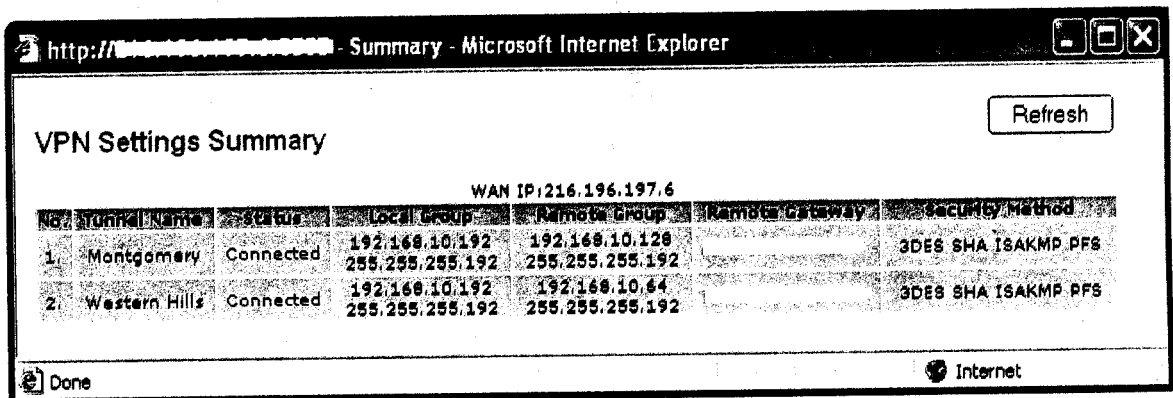 http:// - Summary - Microsoft Internet Explorer
Refresh
VPN Settings Summary
WAN IP:216.196.197.6
No. Tunnel Name Status Local Group Remote Group Remote Gateway Security Method
1. Montgomery Connected 192.168.10.192 255.255.255.192 192.168.10.128 255.255.255.192 3DES SHA ISAKMP PFS
2. Western Hills Connected 192.168.10.192 255.255.255.192 192.168.10.64 255.255.255.192 3DES SHA ISAKMP PFS
Done
Internet